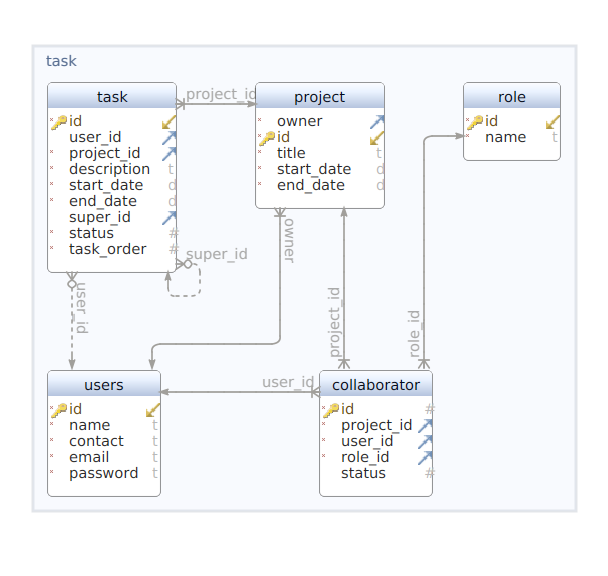 task
task
id
user_id
project_id
description t
start_date d
end_date d
super_id
status #
task_order #
project_id
project
owner
id
title t
start_date d
end_date d
role
id
name t
super_id
user_id
owner
project_id
role_id
users
id
name t
contact t
email t
password t
user_id
collaborator
id #
project_id
user_id
role_id
status #